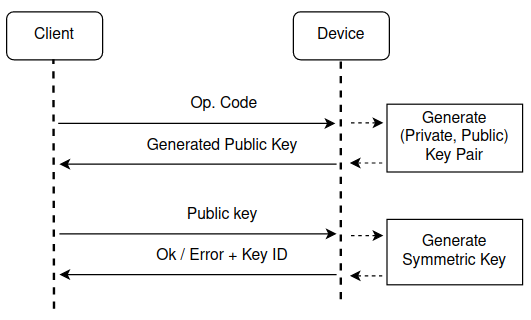 Client
Device
Op. Code
Generate
(Private, Public)
Key Pair
Generated Public Key
Public key
Generate
Symmetric Key
Ok / Error + Key ID